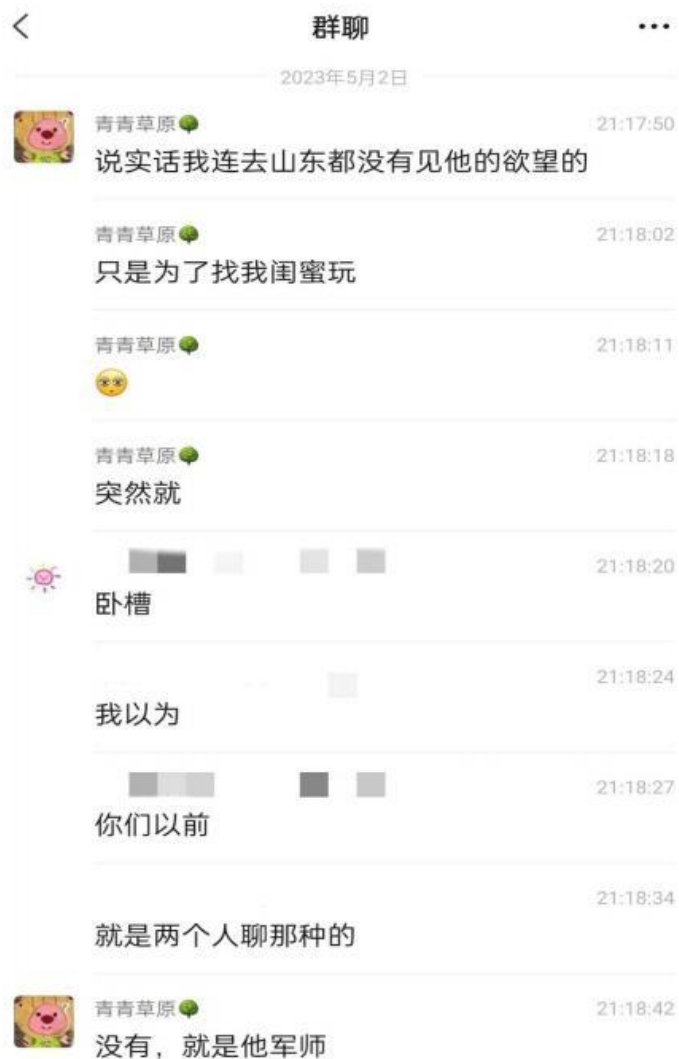 群聊
2023年5月2日
青青草原🌳 21:17:50
说实话我连去山东都没有见他的欲望的
青青草原🌳 21:18:02
只是为了找我闺蜜玩
青青草原🌳 21:18:11
青青草原🌳 21:18:18
突然就
21:18:20
卧槽
21:18:24
我以为
21:18:27
你们以前
21:18:34
就是两个人聊那种的
青青草原🌳 21:18:42
没有，就是他军师